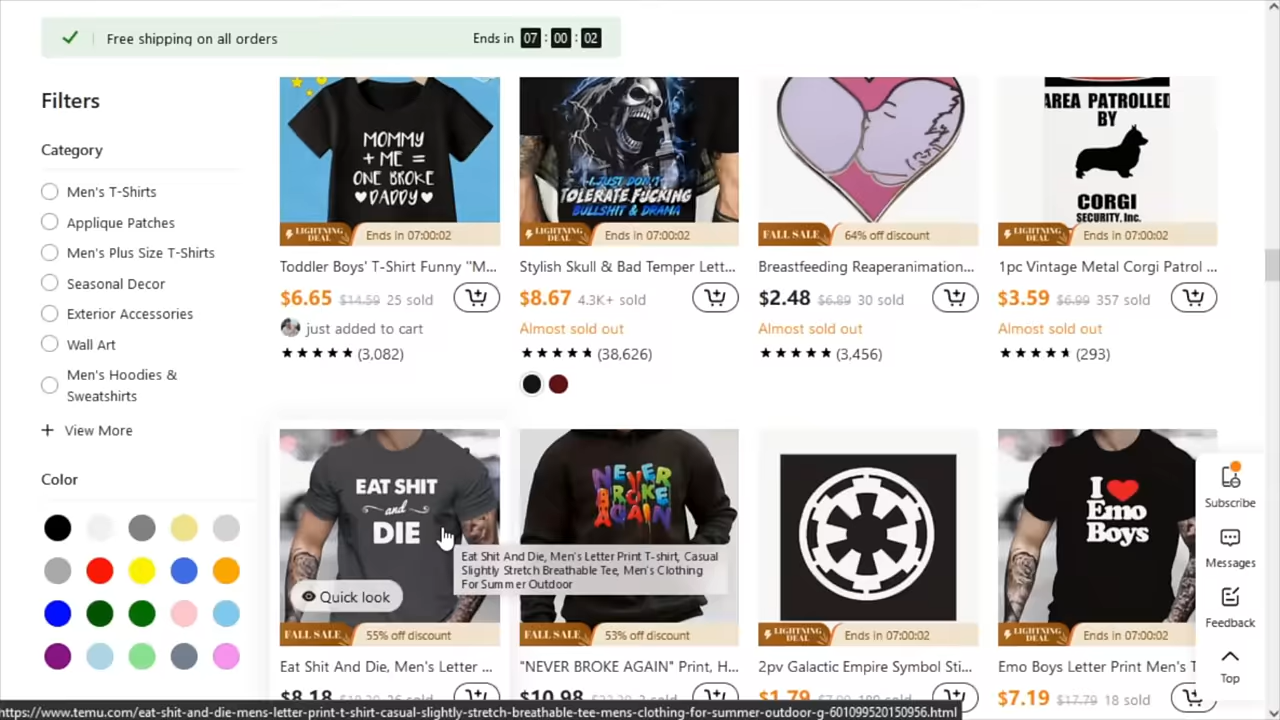 Free shipping on all orders
Ends in 07 : 00 : 02
Filters
Category
Men's T-Shirts
Applique Patches
Men's Plus Size T-Shirts
Seasonal Decor
Exterior Accessories
Wall Art
Men's Hoodies &
Sweatshirts
+ View More
Color
MOMMY
+ ME =
ONE BROKE
DADDY
LIGHTNING
DEAL
Ends in 07:00:02
Toddler Boys' T-Shirt Funny "M...
$6.65 $14.59 25 sold
just added to cart
(3,082)
I JUST DON'T
TOLERATE FUCKING
BULLSHIT & DRAMA
LIGHTNING
DEAL
Ends in 07:00:02
Stylish Skull & Bad Temper Lett...
$8.67 4.3K+ sold
Almost sold out
(38,626)
FALL SALE 64% off discount
Breastfeeding Reaperanimation...
$2.48 $6.89 30 sold
Almost sold out
(3,456)
AREA PATROLLED
BY
CORGI
SECURITY, Inc.
LIGHTNING
DEAL
Ends in 07:00:02
1pc Vintage Metal Corgi Patrol ...
$3.59 $6.99 357 sold
Almost sold out
(293)
EAT SHIT
and
DIE
Quick look
Eat Shit And Die, Men's Letter Print T-shirt, Casual
Slightly Stretch Breathable Tee, Men's Clothing
For Summer Outdoor
FALL SALE 55% off discount
Eat Shit And Die, Men's Letter ...
$8.18
NEVER
BROKE
AGAIN
FALL SALE 53% off discount
"NEVER BROKE AGAIN" Print, H...
$10.98
LIGHTNING
DEAL
Ends in 07:00:02
2pv Galactic Empire Symbol Sti...
$1.79
I
Emo
Boys
LIGHTNING
DEAL
Ends in 07:00:02
Emo Boys Letter Print Men's T
$7.19 $17.79 18 sold
Subscribe
Messages
Feedback
Top
https://www.temu.com/eat-shit-and-die-mens-letter-print-t-shirt-casual-slightly-stretch-breathable-tee-mens-clothing-for-summer-outdoor-g-601099520150956.html